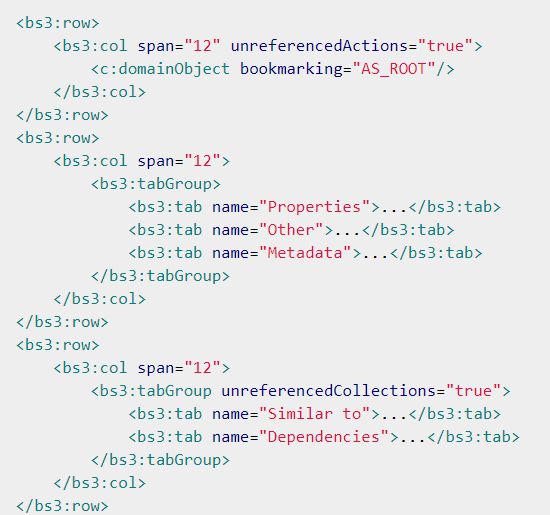 <bs3:row>
    <bs3:col span="12" unreferencedActions="true">
        <c:domainObject bookmarking="AS_ROOT"/>
    </bs3:col>
</bs3:row>
<bs3:row>
    <bs3:col span="12">
        <bs3:tabGroup>
            <bs3:tab name="Properties">...</bs3:tab>
            <bs3:tab name="Other">...</bs3:tab>
            <bs3:tab name="Metadata">...</bs3:tab>
        </bs3:tabGroup>
    </bs3:col>
</bs3:row>
<bs3:row>
    <bs3:col span="12">
        <bs3:tabGroup unreferencedCollections="true">
            <bs3:tab name="Similar to">...</bs3:tab>
            <bs3:tab name="Dependencies">...</bs3:tab>
        </bs3:tabGroup>
    </bs3:col>
</bs3:row>